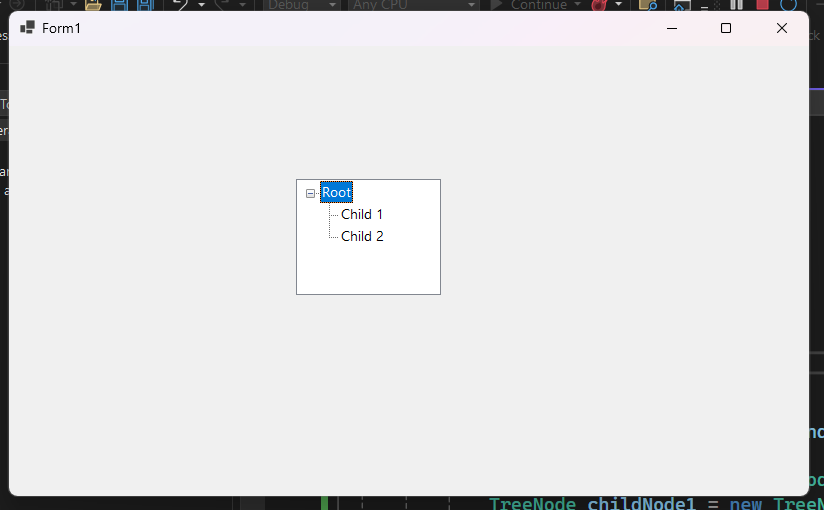 Debug Any CPU Continue
Form1
Root
Child 1
Child 2
TreeNode childNode1 = new TreeN